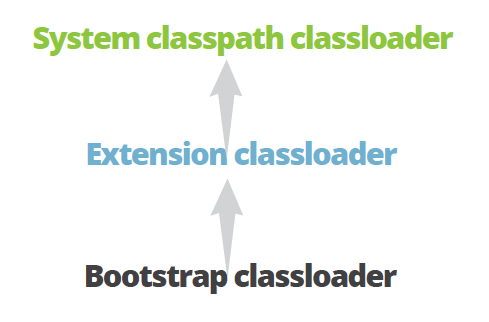 System classpath classloader
Extension classloader
Bootstrap classloader